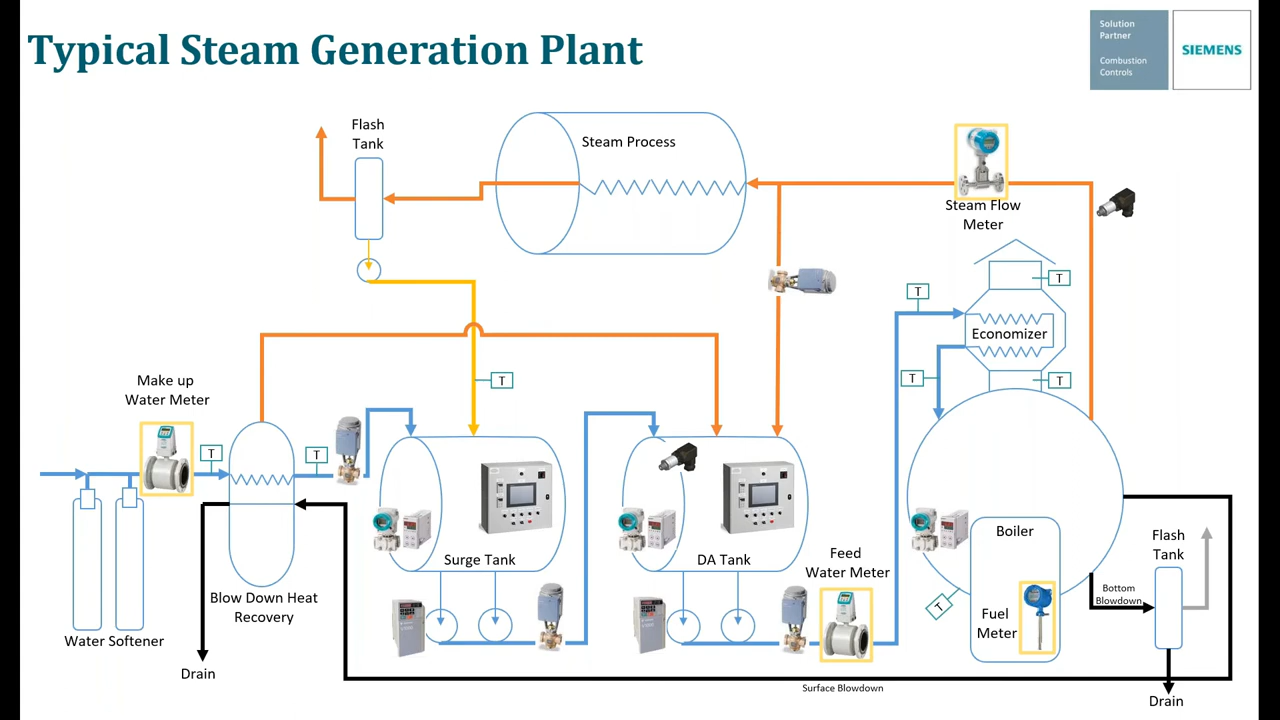 Typical Steam Generation Plant
Solution
Partner
Combustion
Controls
SIEMENS
Flash
Tank
Steam Process
Steam Flow
Meter
T
T
Economizer
T
T
T
Make up
Water Meter
T
T
Surge Tank
DA Tank
Feed
Water Meter
Boiler
Flash
Tank
Bottom
Blowdown
Blow Down Heat
Recovery
T
Fuel
Meter
Water Softener
Drain
Surface Blowdown
Drain